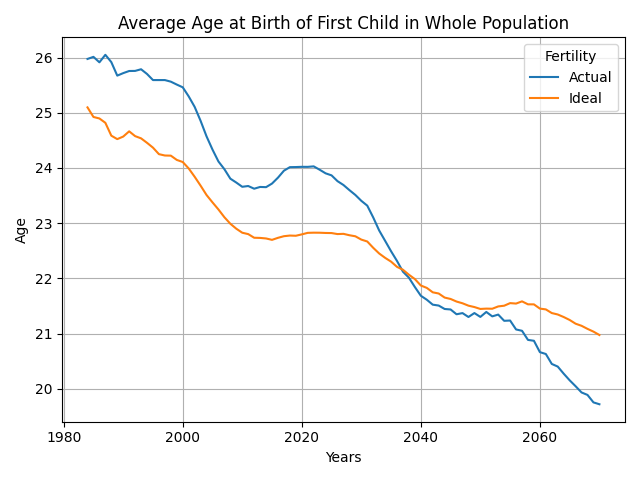 Average Age at Birth of First Child in Whole Population
Fertility
Actual
Ideal
Age
26
25
24
23
22
21
20
1980 2000 2020 2040 2060
Years